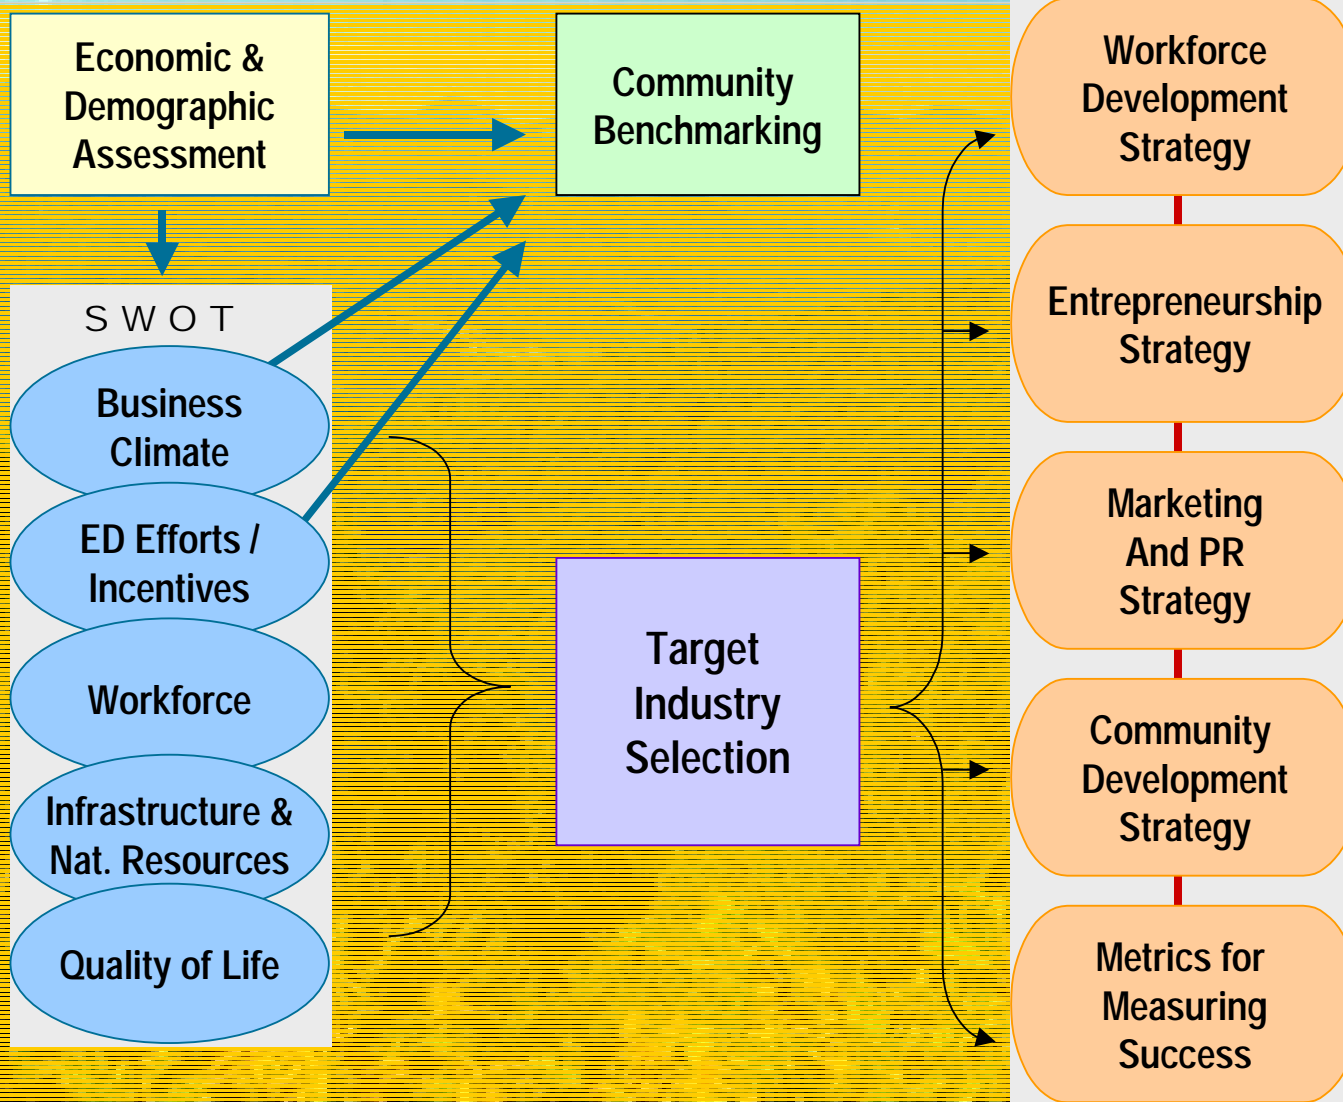 Economic &
Demographic
Assessment
Community
Benchmarking
S W O T
Business
Climate
ED Efforts /
Incentives
Workforce
Infrastructure &
Nat. Resources
Quality of Life
Target
Industry
Selection
Workforce
Development
Strategy
Entrepreneurship
Strategy
Marketing
And PR
Strategy
Community
Development
Strategy
Metrics for
Measuring
Success